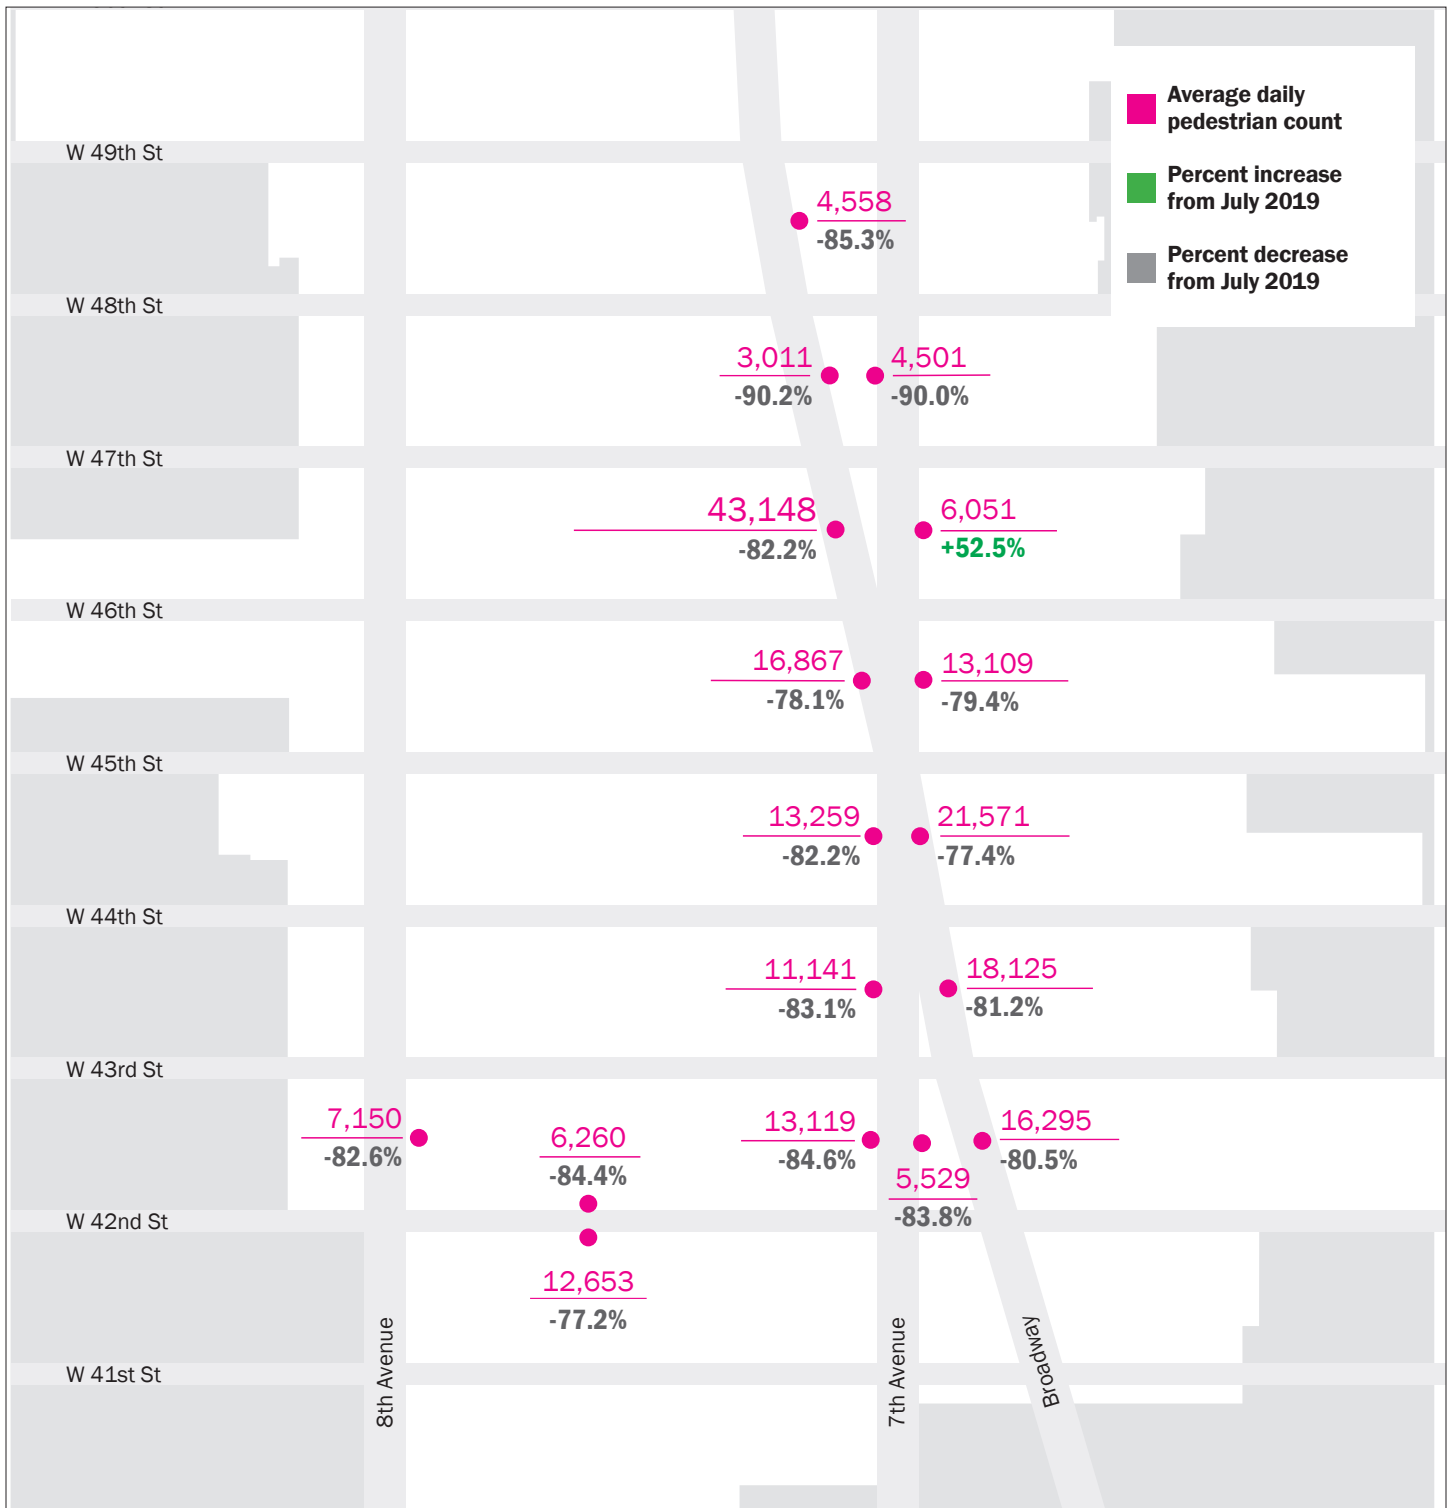 Average daily
pedestrian count
Percent increase
from July 2019
Percent decrease
from July 2019
W 49th St
4,558
-85.3%
W 48th St
3,011
-90.2%
4,501
-90.0%
W 47th St
43,148
-82.2%
6,051
+52.5%
W 46th St
16,867
-78.1%
13,109
-79.4%
W 45th St
13,259
-82.2%
21,571
-77.4%
W 44th St
11,141
-83.1%
18,125
-81.2%
W 43rd St
7,150
-82.6%
6,260
-84.4%
13,119
-84.6%
5,529
-83.8%
16,295
-80.5%
W 42nd St
12,653
-77.2%
W 41st St
8th Avenue
7th Avenue
Broadway